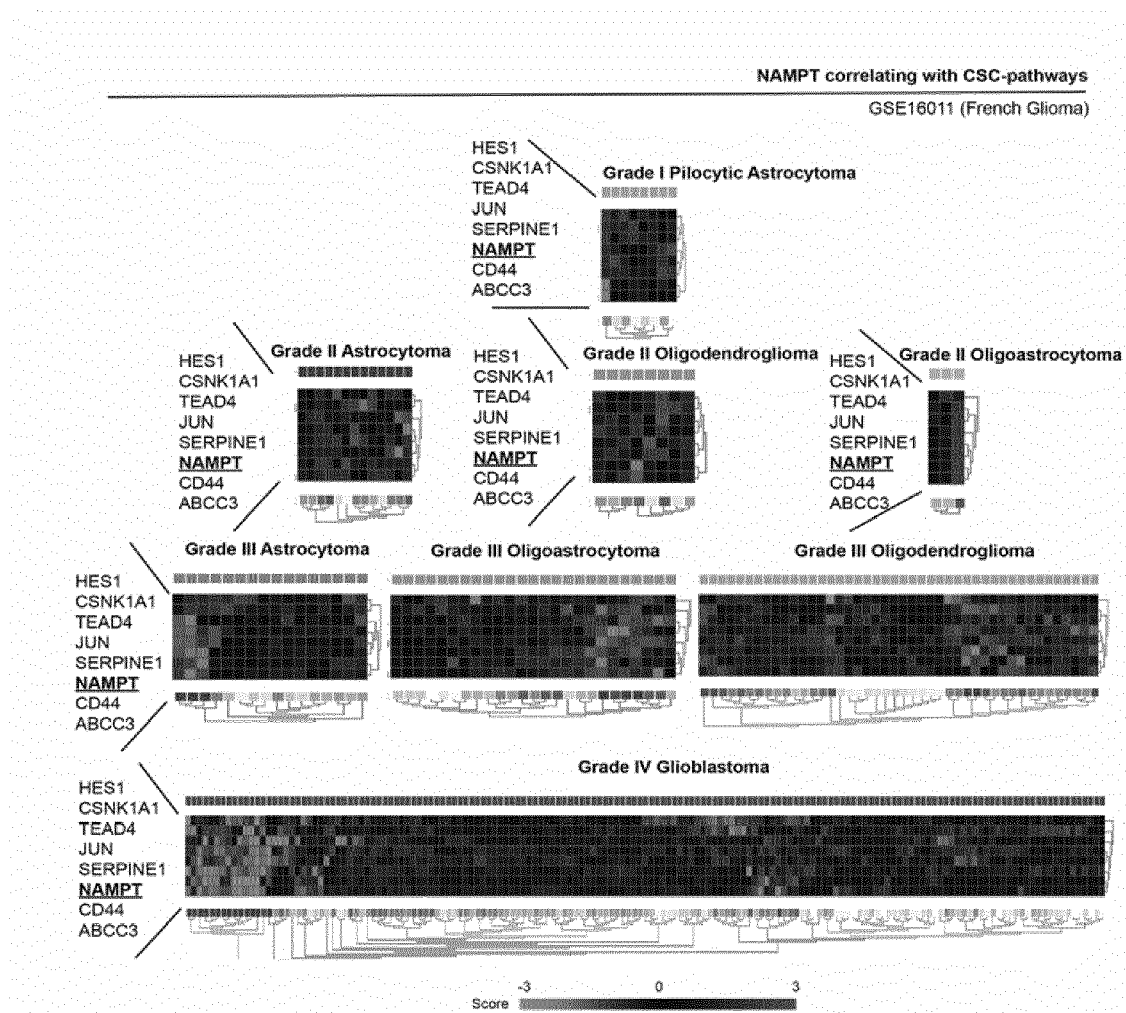 NAMPT correlating with CSC-pathways
GSE16011 (French Glioma)
Grade I Pilocytic Astrocytoma
HES1
CSNK1A1
TEAD4
JUN
SERPINE1
NAMPT
CD44
ABCC3
Grade II Astrocytoma
HES1
CSNK1A1
TEAD4
JUN
SERPINE1
NAMPT
CD44
ABCC3
Grade II Oligodendroglioma
HES1
CSNK1A1
TEAD4
JUN
SERPINE1
NAMPT
CD44
ABCC3
Grade II Oligoastrocytoma
HES1
CSNK1A1
TEAD4
JUN
SERPINE1
NAMPT
CD44
ABCC3
Grade III Astrocytoma
Grade III Oligoastrocytoma
Grade III Oligodendroglioma
HES1
CSNK1A1
TEAD4
JUN
SERPINE1
NAMPT
CD44
ABCC3
Grade IV Glioblastoma
HES1
CSNK1A1
TEAD4
JUN
SERPINE1
NAMPT
CD44
ABCC3
-3 0 3
Score